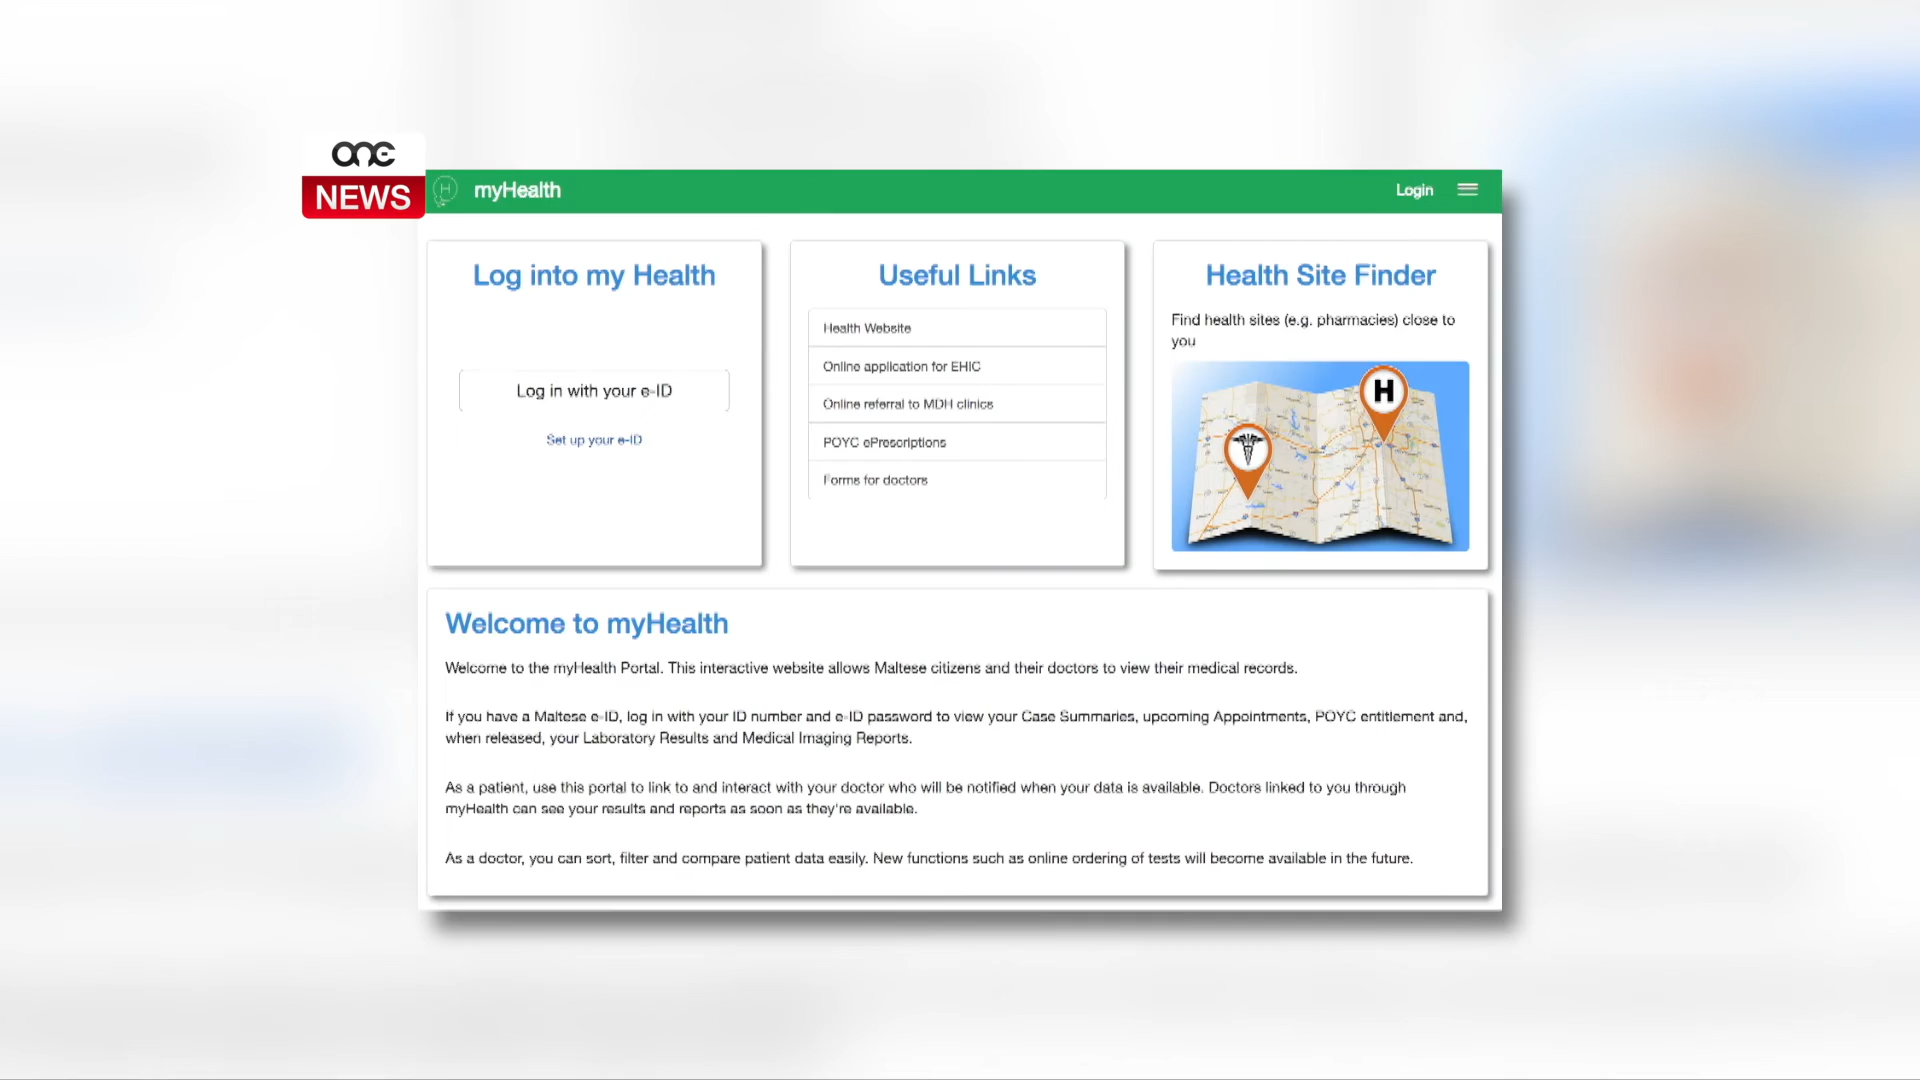 one
NEWS
myHealth
Login
Log into my Health
Log in with your e-ID
Set up your e-ID
Useful Links
Health Website
Online application for EHIC
Online referral to MDH clinics
POYC ePrescriptions
Forms for doctors
Health Site Finder
Find health sites (e.g. pharmacies) close to
you
H
Welcome to myHealth
Welcome to the myHealth Portal. This interactive website allows Maltese citizens and their doctors to view their medical records.
If you have a Maltese e-ID, log in with your ID number and e-ID password to view your Case Summaries, upcoming Appointments, POYC entitlement and,
when released, your Laboratory Results and Medical Imaging Reports.
As a patient, use this portal to link to and interact with your doctor who will be notified when your data is available. Doctors linked to you through
myHealth can see your results and reports as soon as they're available.
As a doctor, you can sort, filter and compare patient data easily. New functions such as online ordering of tests will become available in the future.